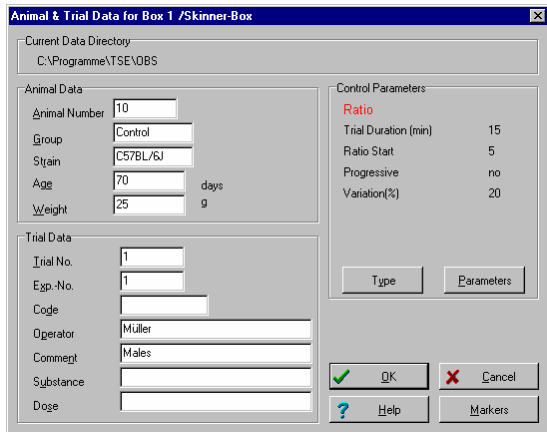 Animal & Trial Data for Box 1 /Skinner-Box
Current Data Directory
C:\Programme\TSE\OBS
Animal Data
Animal Number 10
Group Control
Strain C57BL/6J
Age 70 days
Weight 25 g
Control Parameters
Ratio
Trial Duration (min) 15
Ratio Start 5
Progressive no
Variation(%) 20
Type Parameters
Trial Data
Trial No. 1
Exp.-No. 1
Code
Operator Müller
Comment Males
Substance
Dose
OK Cancel
Help Markers